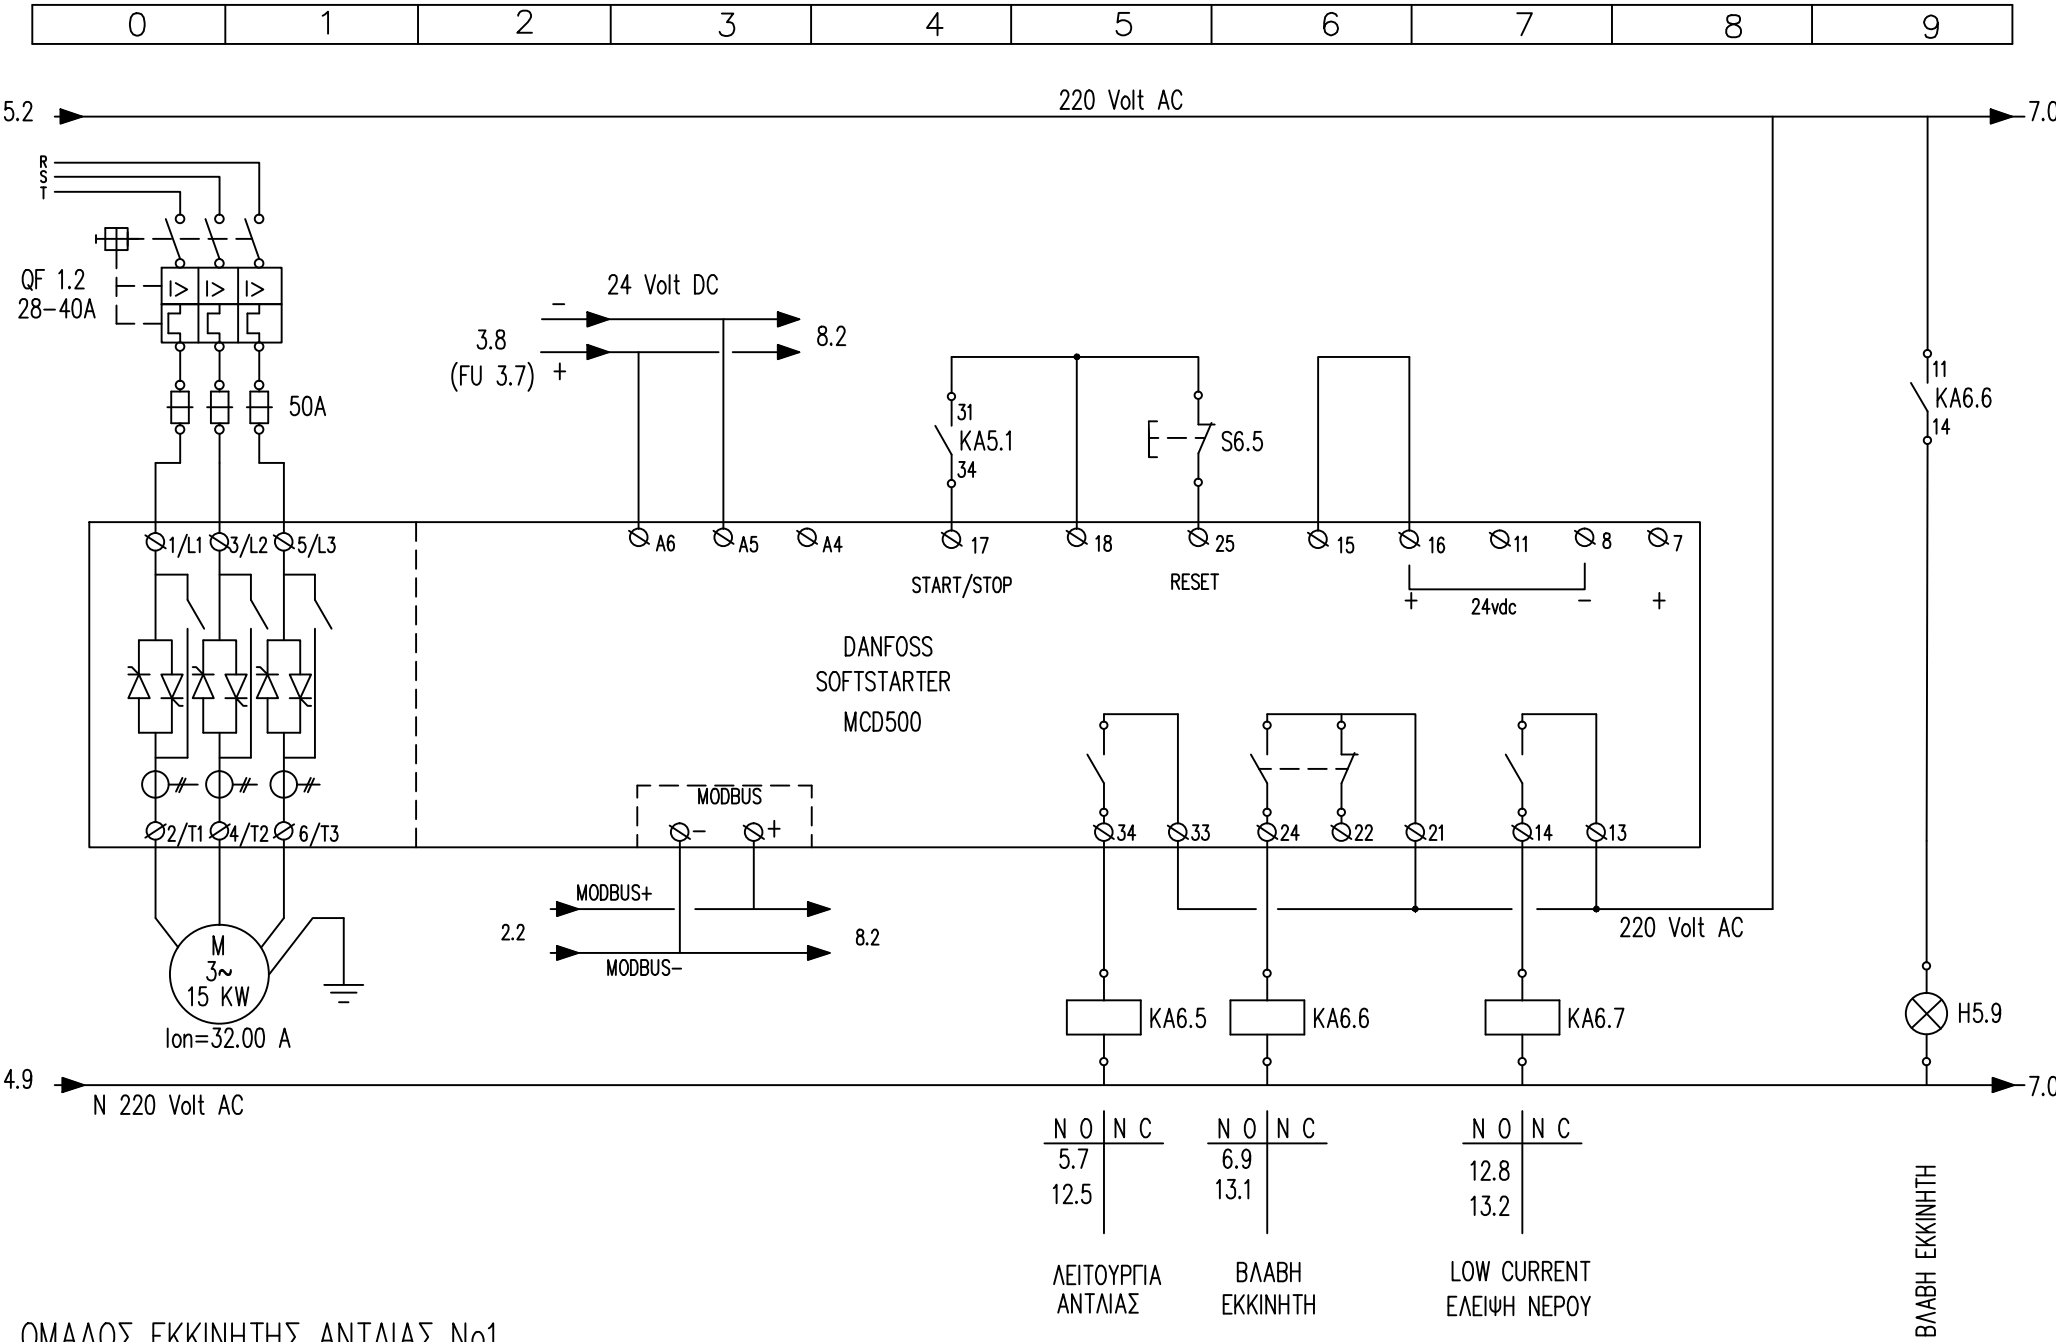 0 1 2 3 4 5 6 7 8 9
5.2
220 Volt AC
7.0
R
S
T
QF 1.2
28-40A
I> I> I>
50A
24 Volt DC
−
3.8
(FU 3.7) +
8.2
31
KA5.1
34
S6.5
11
KA6.6
14
1/L1 3/L2 5/L3
A6 A5 A4 17 18 25 15 16 11 8 7
START/STOP
RESET
+ 24vdc − +
DANFOSS
SOFTSTARTER
MCD500
MODBUS
− +
2/T1 4/T2 6/T3
34 33 24 22 21 14 13
MODBUS+
2.2
8.2
MODBUS−
220 Volt AC
M
3~
15 KW
Ion=32.00 A
KA6.5
KA6.6
KA6.7
H5.9
4.9
N 220 Volt AC
7.0
N O N C
5.7
12.5
N O N C
6.9
13.1
N O N C
12.8
13.2
ΛΕΙΤΟΥΡΓΙΑ
ΑΝΤΛΙΑΣ
ΒΛΑΒΗ
ΕΚΚΙΝΗΤΗ
LOW CURRENT
ΕΛΕΙΨΗ ΝΕΡΟΥ
ΒΛΑΒΗ ΕΚΚΙΝΗΤΗ
ΟΜΑΛΟΣ ΕΚΚΙΝΗΤΗΣ ΑΝΤΛΙΑΣ No1